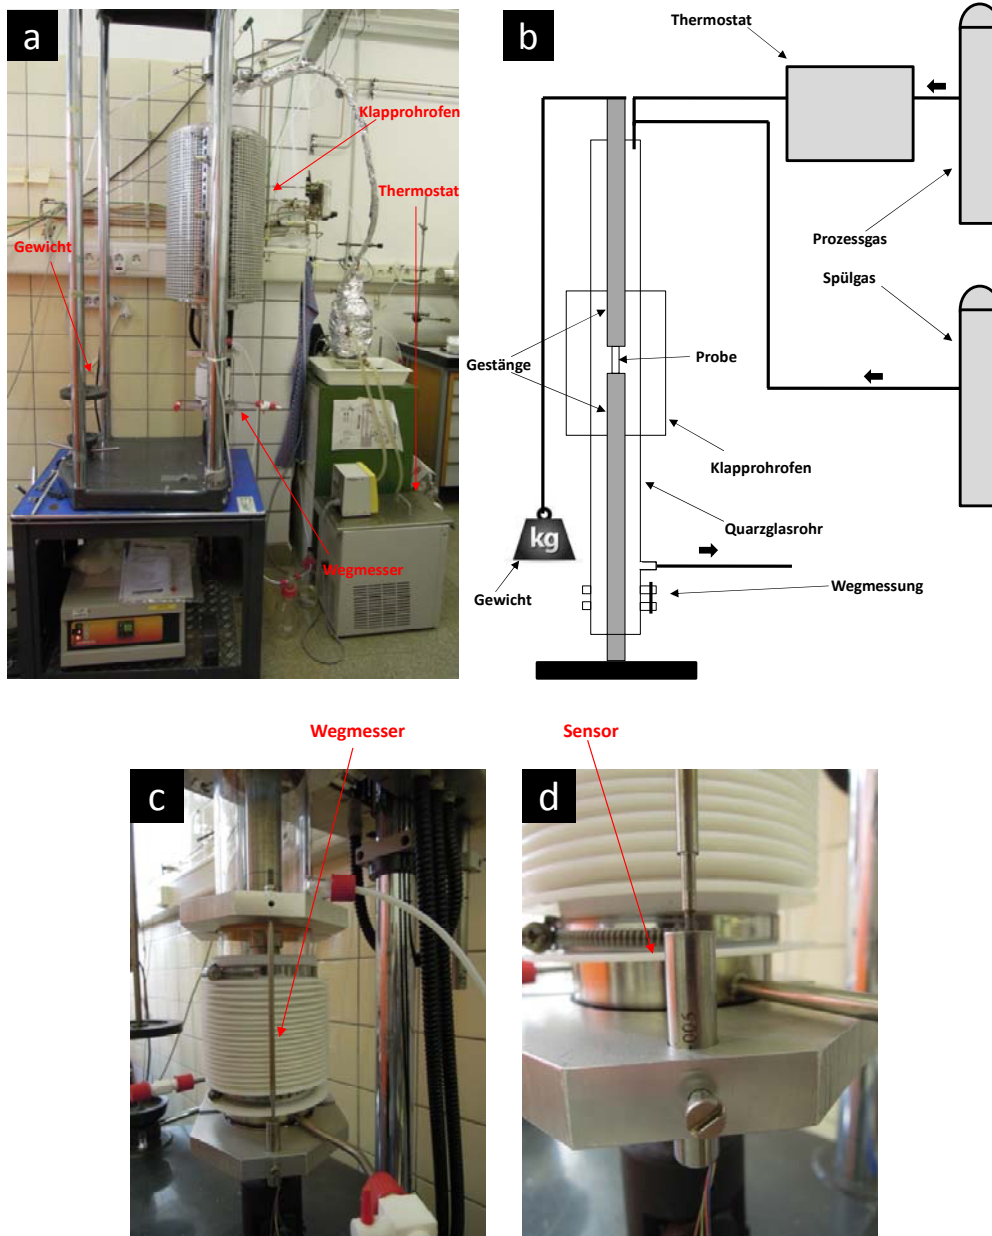 a
Klapprohrofen
Thermostat
Gewicht
Wegmesser
b
Thermostat
Prozessgas
Spülgas
Gestänge
Probe
Klapprohrofen
Quarzglasrohr
kg
Gewicht
Wegmessung
Wegmesser
Sensor
c
d